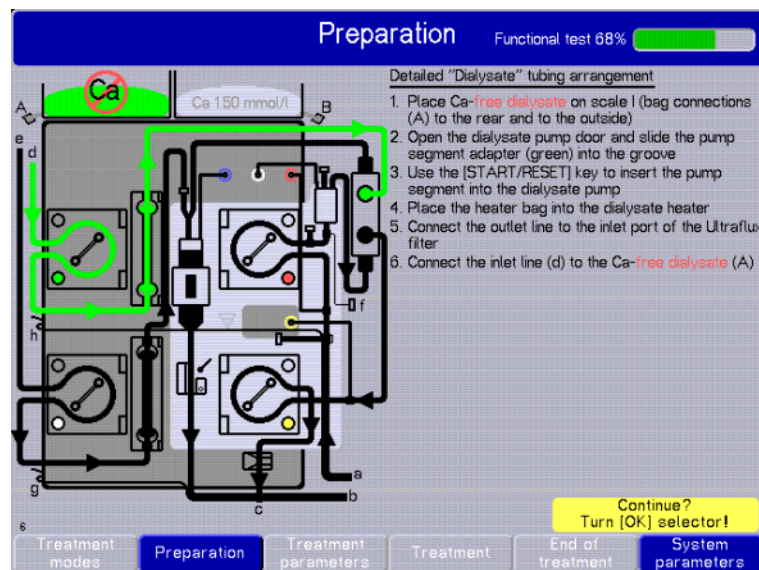 Preparation
Functional test 68%
Ca
Ca 1.50 mmol/l
A
B
e
d
f
h
g
a
b
c
Detailed "Dialysate" tubing arrangement
1. Place Ca-free dialysate on scale I (bag connections
(A) to the rear and to the outside)
2. Open the dialysate pump door and slide the pump
segment adapter (green) into the groove
3. Use the [START/RESET] key to insert the pump
segment into the dialysate pump
4. Place the heater bag into the dialysate heater
5. Connect the outlet line to the inlet port of the Ultraflux
filter
6. Connect the inlet line (d) to the Ca-free dialysate (A)
Continue?
Turn [OK] selector!
6
Treatment
modes
Preparation
Treatment
parameters
Treatment
End of
treatment
System
parameters